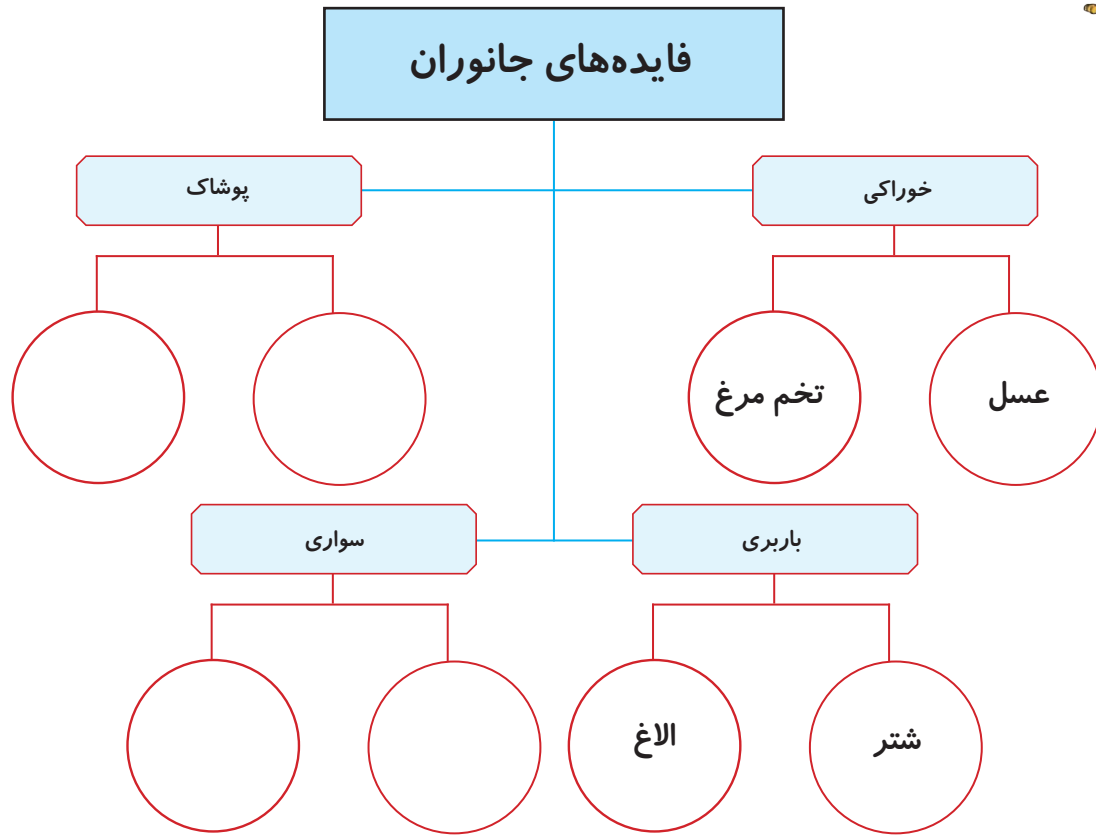 فایده‌های جانوران
خوراکی
پوشاک
عسل
تخم مرغ
باربری
سواری
شتر
الاغ